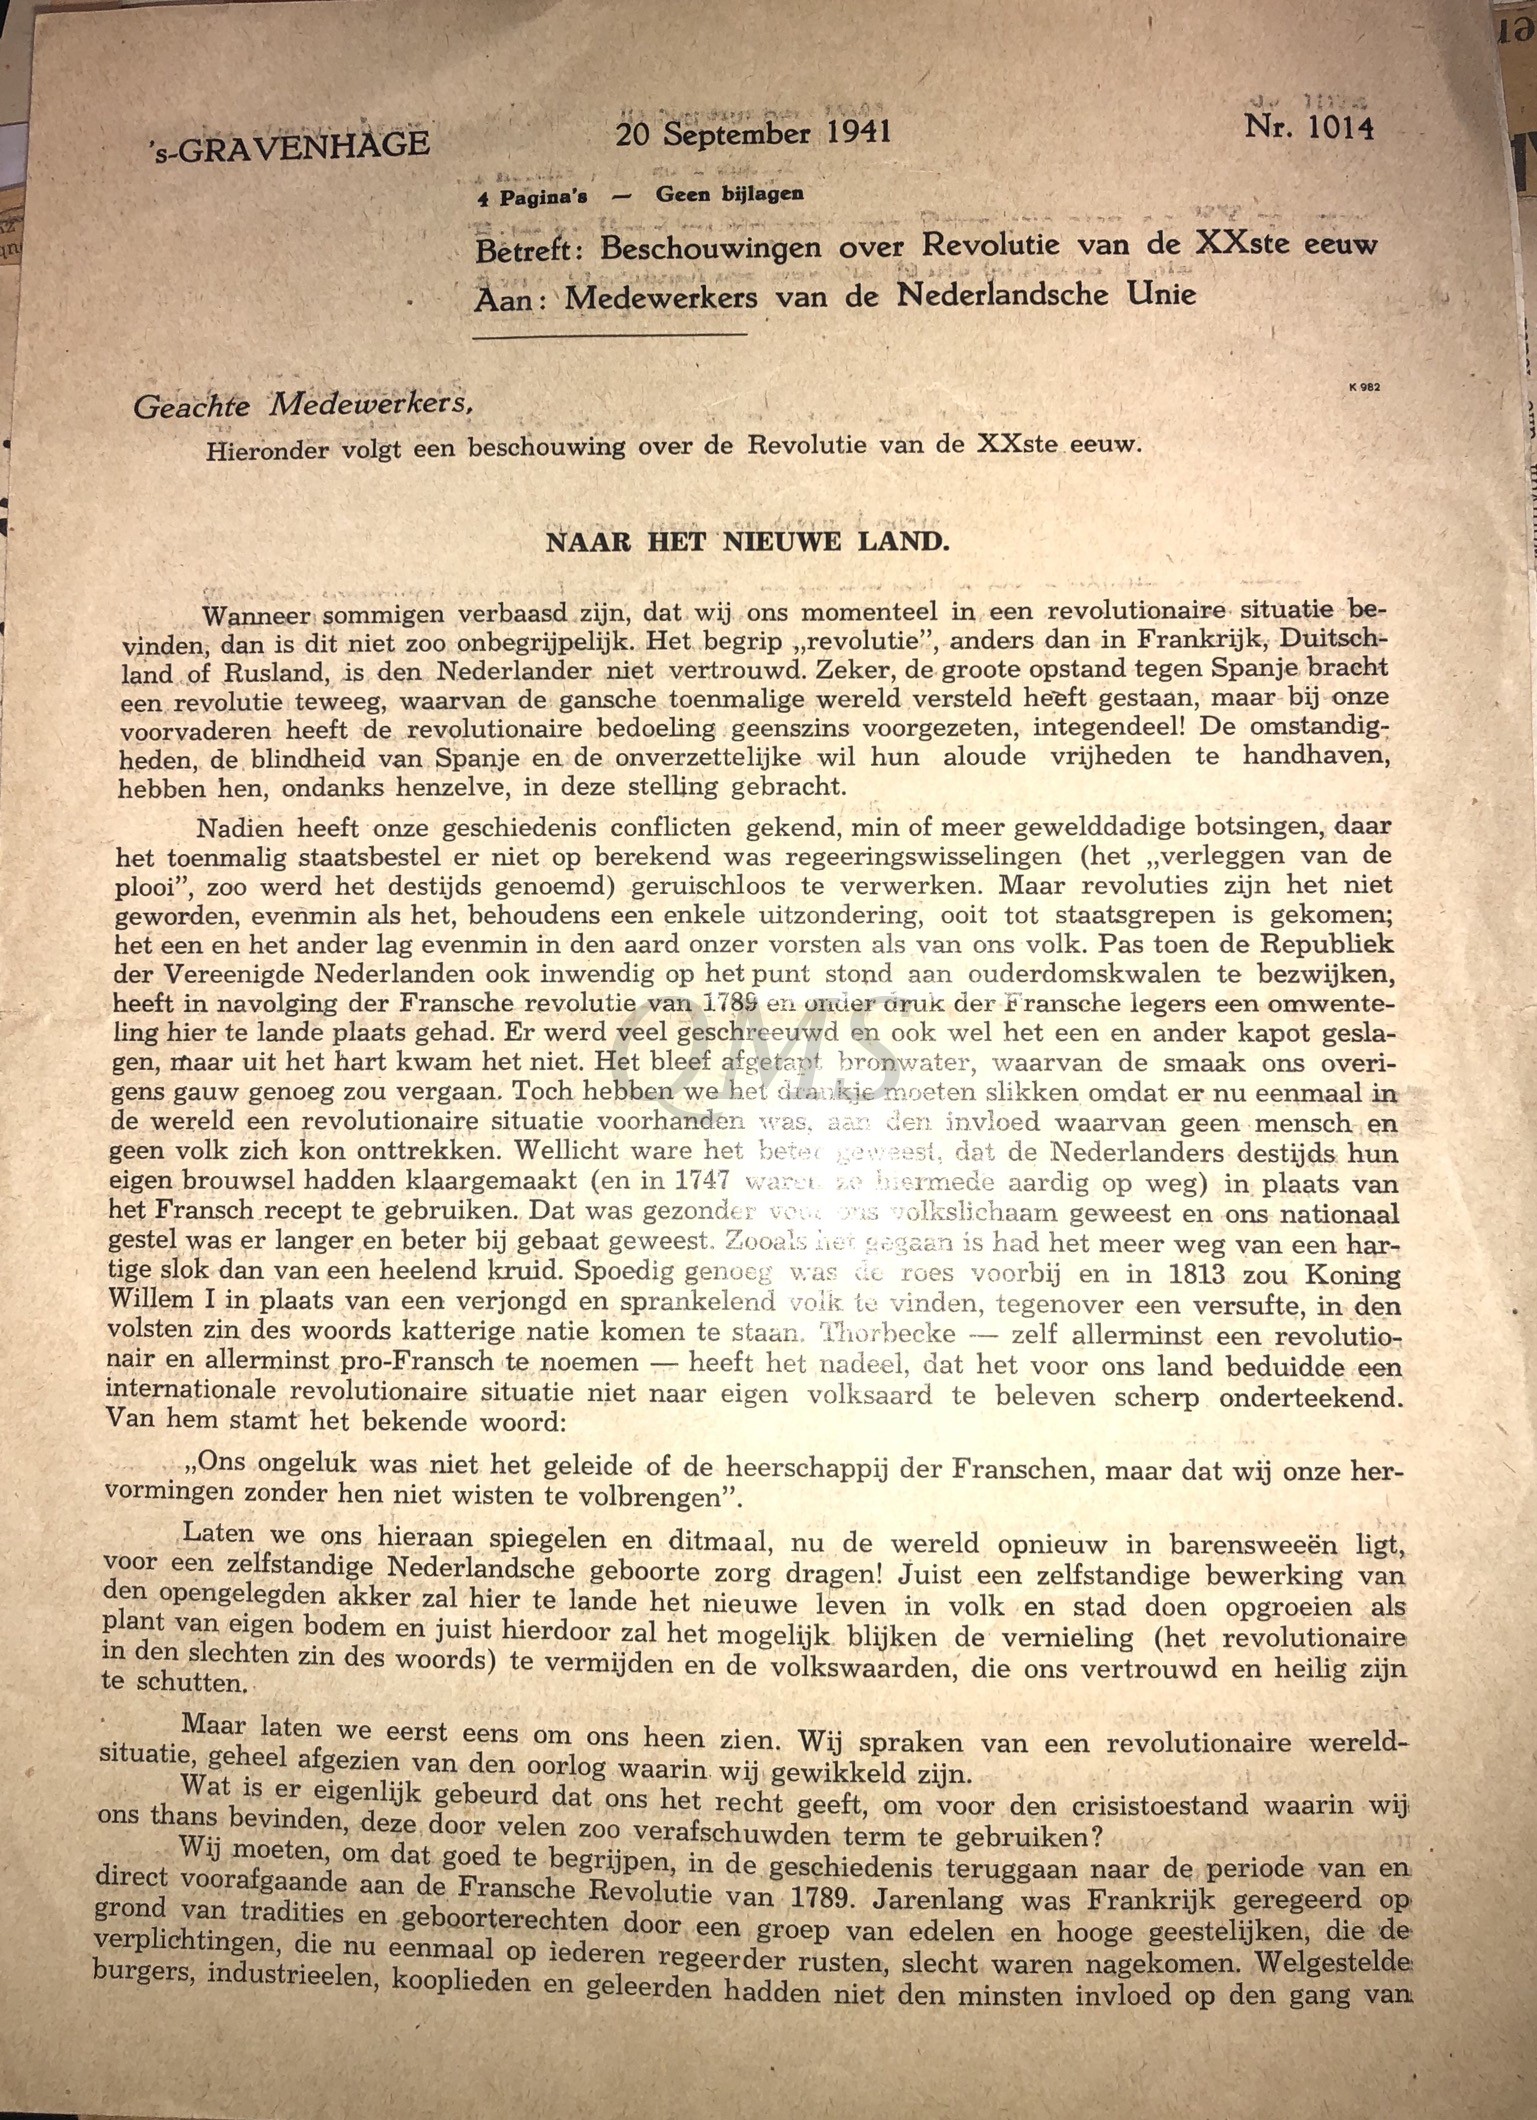 's-GRAVENHAGE
20 September 1941
Nr. 1014
4 Pagina's — Geen bijlagen
Betreft: Beschouwingen over Revolutie van de XXste eeuw
Aan: Medewerkers van de Nederlandsche Unie
K 982
Geachte Medewerkers,
Hieronder volgt een beschouwing over de Revolutie van de XXste eeuw.
NAAR HET NIEUWE LAND.
Wanneer sommigen verbaasd zijn, dat wij ons momenteel in een revolutionaire situatie be-
vinden, dan is dit niet zoo onbegrijpelijk. Het begrip „revolutie”, anders dan in Frankrijk, Duitsch-
land of Rusland, is den Nederlander niet vertrouwd. Zeker, de groote opstand tegen Spanje bracht
een revolutie teweeg, waarvan de gansche toenmalige wereld versteld heeft gestaan, maar bij onze
voorvaderen heeft de revolutionaire bedoeling geenszins voorgezeten, integendeel! De omstandig-
heden, de blindheid van Spanje en de onverzettelijke wil hun aloude vrijheden te handhaven,
hebben hen, ondanks henzelve, in deze stelling gebracht.
Nadien heeft onze geschiedenis conflicten gekend, min of meer gewelddadige botsingen, daar
het toenmalig staatsbestel er niet op berekend was regeeringswisselingen (het „verleggen van de
plooi”, zoo werd het destijds genoemd) geruischloos te verwerken. Maar revoluties zijn het niet
geworden, evenmin als het, behoudens een enkele uitzondering, ooit tot staatsgrepen is gekomen;
het een en het ander lag evenmin in den aard onzer vorsten als van ons volk. Pas toen de Republiek
der Vereenigde Nederlanden ook inwendig op het punt stond aan ouderdomskwalen te bezwijken,
heeft in navolging der Fransche revolutie van 1789 en onder druk der Fransche legers een omwente-
ling hier te lande plaats gehad. Er werd veel geschreeuwd en ook wel het een en ander kapot gesla-
gen, maar uit het hart kwam het niet. Het bleef afgetapt bronwater, waarvan de smaak ons overi-
gens gauw genoeg zou vergaan. Toch hebben we het drankje moeten slikken omdat er nu eenmaal in
de wereld een revolutionaire situatie voorhanden was, aan den invloed waarvan geen mensch en
geen volk zich kon onttrekken. Wellicht ware het beter geweest, dat de Nederlanders destijds hun
eigen brouwsel hadden klaargemaakt (en in 1747 waren ze hiermede aardig op weg) in plaats van
het Fransch recept te gebruiken. Dat was gezonder voor ons volkslichaam geweest en ons nationaal
gestel was er langer en beter bij gebaat geweest. Zooals het gegaan is had het meer weg van een har-
tige slok dan van een heelend kruid. Spoedig genoeg was de roes voorbij en in 1813 zou Koning
Willem I in plaats van een verjongd en sprankelend volk te vinden, tegenover een versufte, in den
volsten zin des woords katterige natie komen te staan. Thorbecke — zelf allerminst een revolutio-
nair en allerminst pro-Fransch te noemen — heeft het nadeel, dat het voor ons land beduidde een
internationale revolutionaire situatie niet naar eigen volksaard te beleven scherp onderteekend.
Van hem stamt het bekende woord:
„Ons ongeluk was niet het geleide of de heerschappij der Franschen, maar dat wij onze her-
vormingen zonder hen niet wisten te volbrengen”.
Laten we ons hieraan spiegelen en ditmaal, nu de wereld opnieuw in barensweeën ligt,
voor een zelfstandige Nederlandsche geboorte zorg dragen! Juist een zelfstandige bewerking van
den opengelegden akker zal hier te lande het nieuwe leven in volk en stad doen opgroeien als
plant van eigen bodem en juist hierdoor zal het mogelijk blijken de vernieling (het revolutionaire
in den slechten zin des woords) te vermijden en de volkswaarden, die ons vertrouwd en heilig zijn
te schutten.
Maar laten we eerst eens om ons heen zien. Wij spraken van een revolutionaire wereld-
situatie, geheel afgezien van den oorlog waarin wij gewikkeld zijn.
Wat is er eigenlijk gebeurd dat ons het recht geeft, om voor den crisistoestand waarin wij
ons thans bevinden, deze door velen zoo verafschuwden term te gebruiken?
Wij moeten, om dat goed te begrijpen, in de geschiedenis teruggaan naar de periode van en
direct voorafgaande aan de Fransche Revolutie van 1789. Jarenlang was Frankrijk geregeerd op
grond van tradities en geboorterechten door een groep van edelen en hooge geestelijken, die de
verplichtingen, die nu eenmaal op iederen regeerder rusten, slecht waren nagekomen. Welgestelde
burgers, industrieelen, kooplieden en geleerden hadden niet den minsten invloed op den gang van
QMS